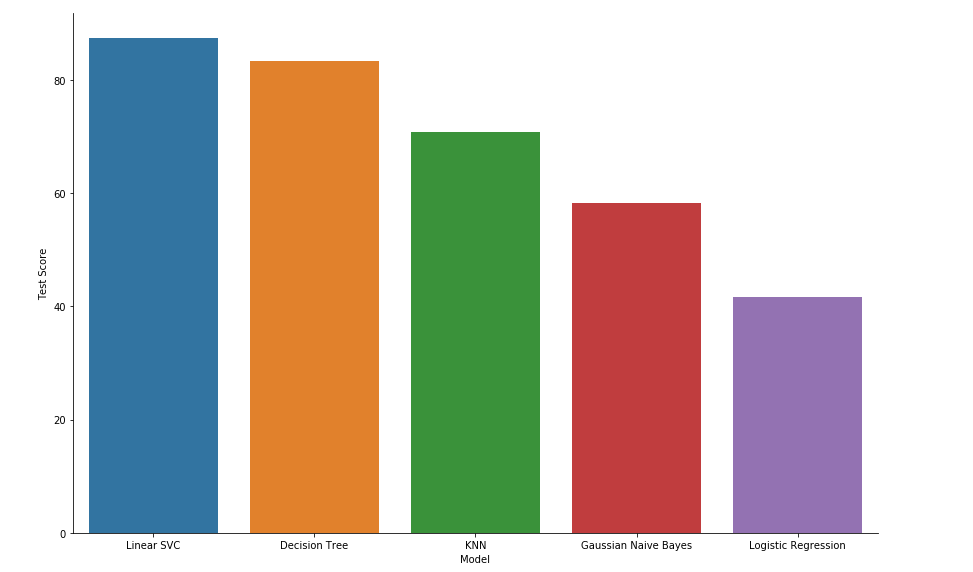 80
60
40
20
0
Test Score
Linear SVC
Decision Tree
KNN
Gaussian Naive Bayes
Logistic Regression
Model